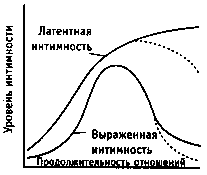 Уровень интимности
Латентная
интимность
Выраженная
интимность
Продолжительность отношений